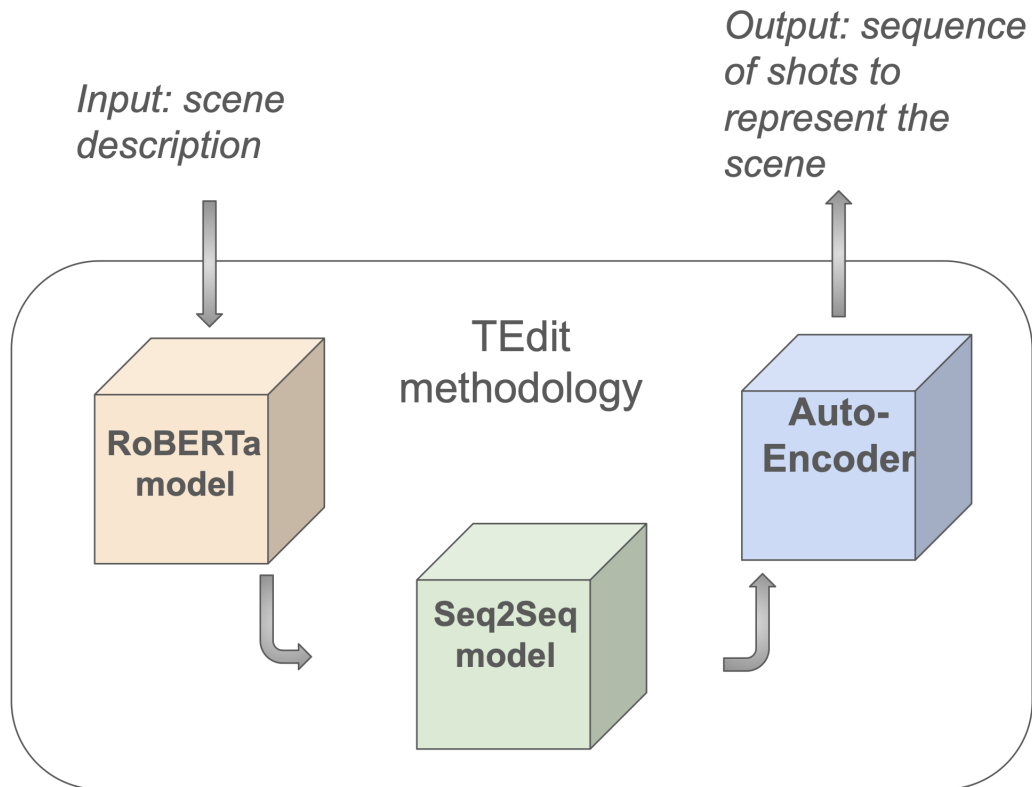 Input: scene
description
Output: sequence
of shots to
represent the
scene
TEdit
methodology
RoBERTa
model
Seq2Seq
model
Auto-
Encoder